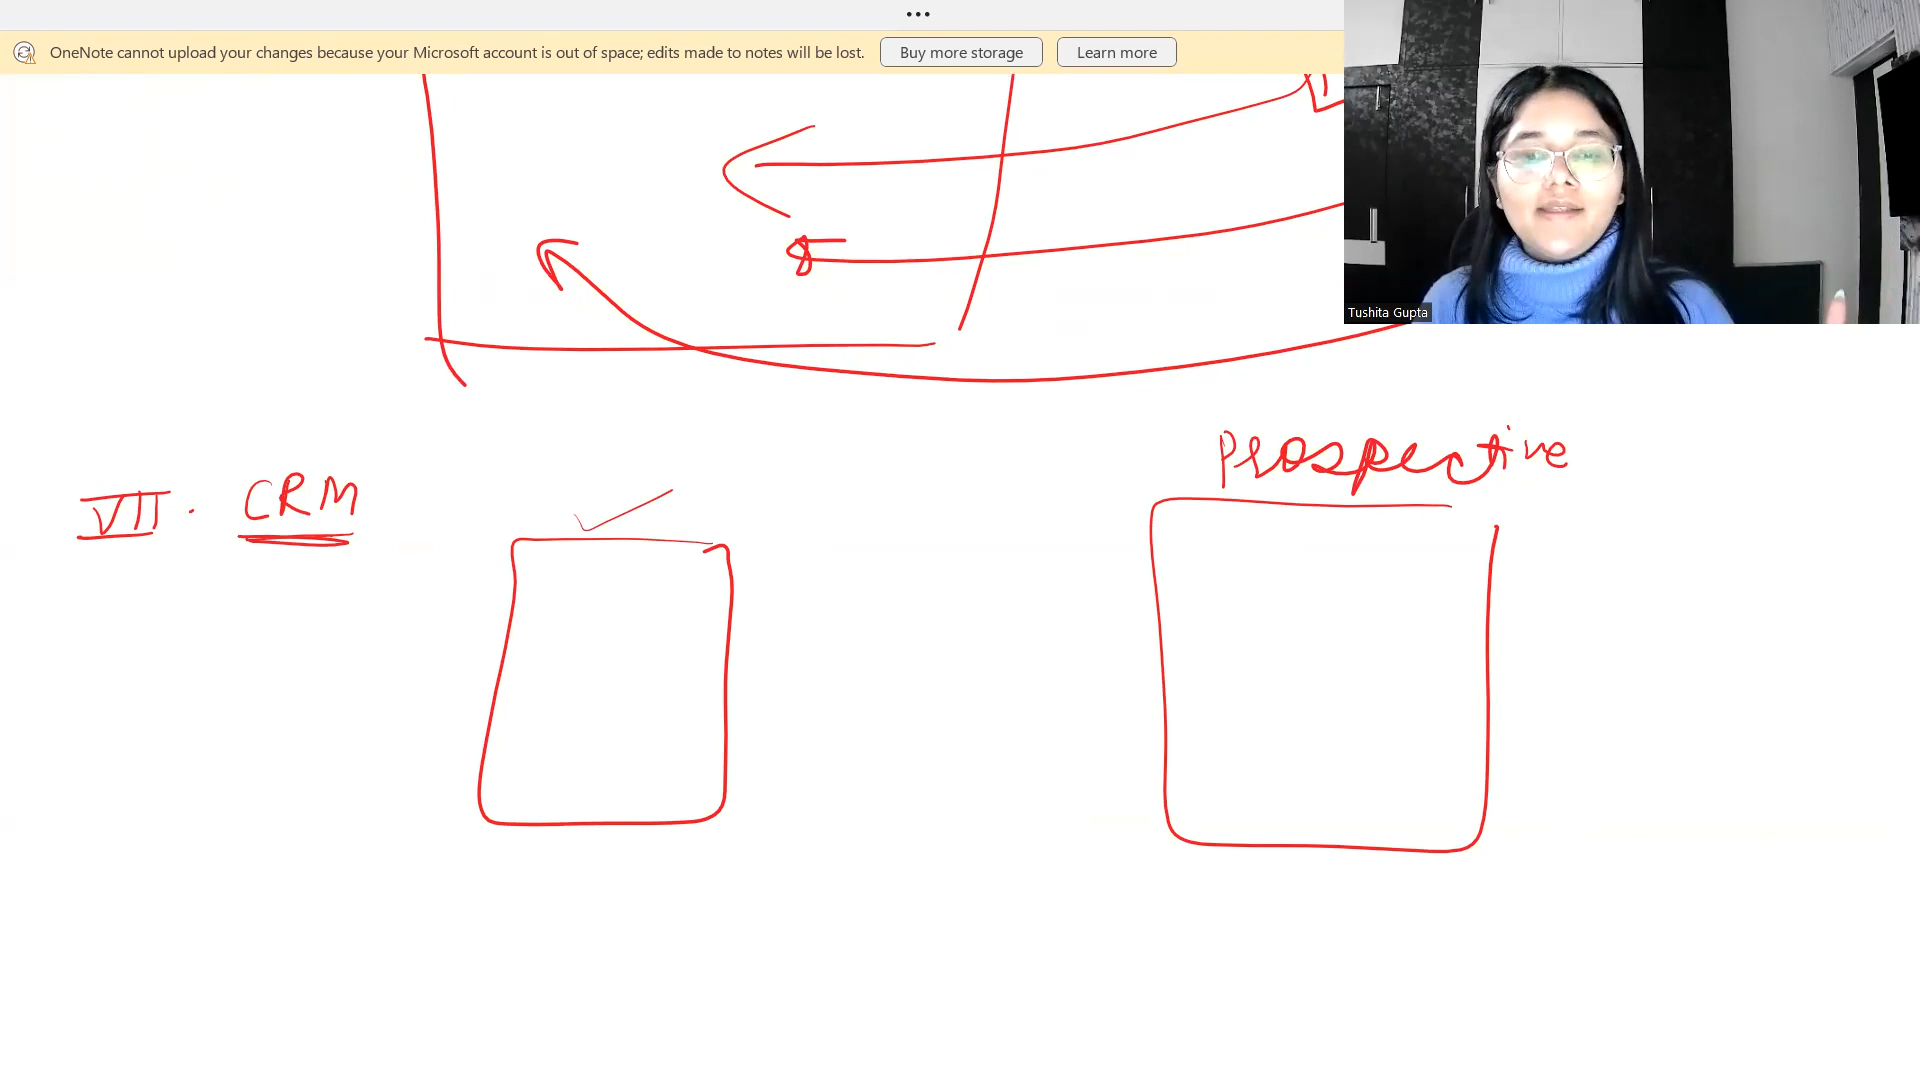 OneNote cannot upload your changes because your Microsoft account is out of space; edits made to notes will be lost.
Buy more storage
Learn more
Tushita Gupta
Prospective
VII. CRM